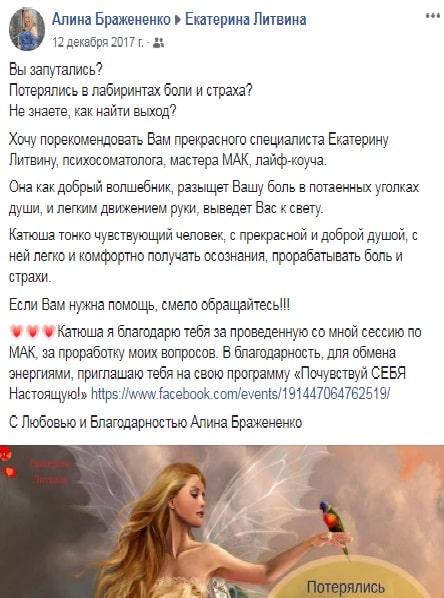 Алина Бражененко ▸ Екатерина Литвина
12 декабря 2017 г. ·
Вы запутались?
Потерялись в лабиринтах боли и страха?
Не знаете, как найти выход?
Хочу порекомендовать Вам прекрасного специалиста Екатерину
Литвину, психосоматолога, мастера МАК, лайф-коуча.
Она как добрый волшебник, разыщет Вашу боль в потаенных уголках
души, и легким движением руки, выведет Вас к свету.
Катюша тонко чувствующий человек, с прекрасной и доброй душой, с
ней легко и комфортно получать осознания, прорабатывать боль и
страхи.
Если Вам нужна помощь, смело обращайтесь!!!
Катюша я благодарю тебя за проведенную со мной сессию по
МАК, за проработку моих вопросов. В благодарность, для обмена
энергиями, приглашаю тебя на свою программу «Почувствуй СЕБЯ
Настоящую!» https://www.facebook.com/events/191447064762519/
С Любовью и Благодарностью Алина Бражененко
Екатерина
Литвина
Потерялись